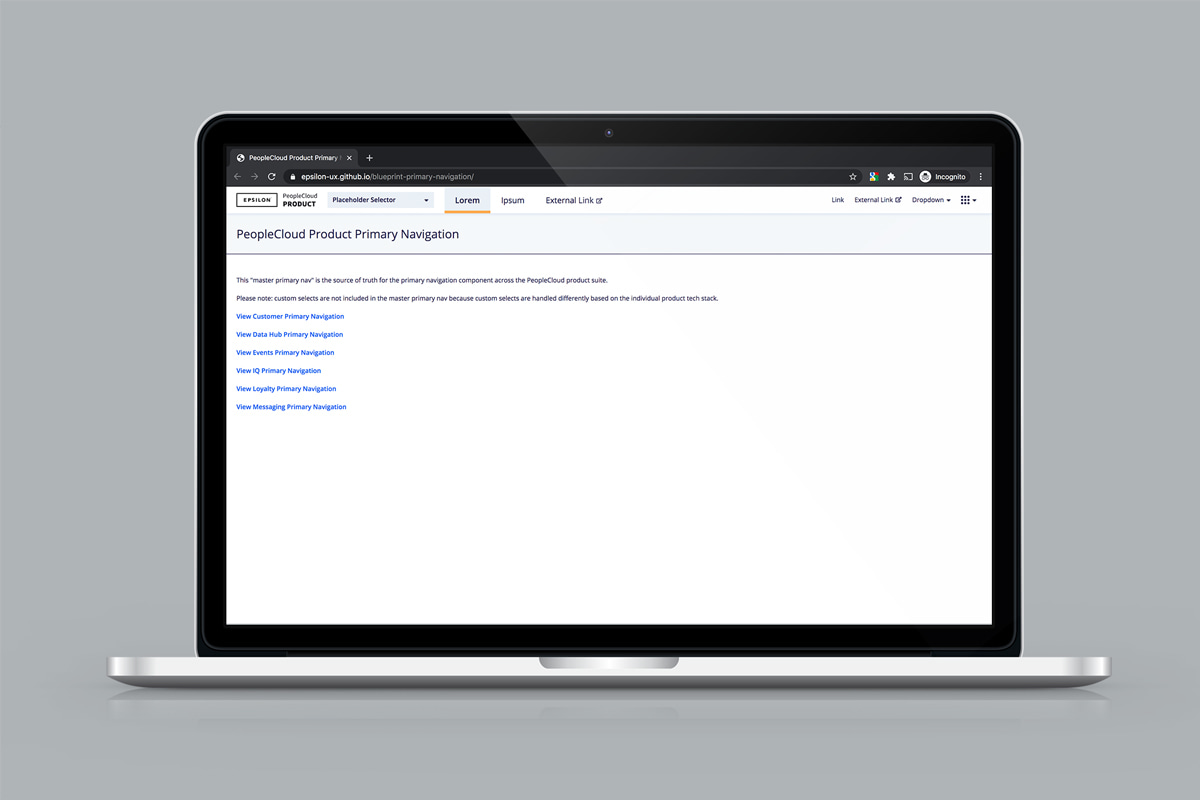 PeopleCloud Product Primary
epsilon-ux.github.io/blueprint-primary-navigation/
Incognito
EPSILON
PeopleCloud
PRODUCT
Placeholder Selector
Lorem
Ipsum
External Link
Link
External Link
Dropdown
PeopleCloud Product Primary Navigation
This "master primary nav" is the source of truth for the primary navigation component across the PeopleCloud product suite.
Please note: custom selects are not included in the master primary nav because custom selects are handled differently based on the individual product tech stack.
View Customer Primary Navigation
View Data Hub Primary Navigation
View Events Primary Navigation
View IQ Primary Navigation
View Loyalty Primary Navigation
View Messaging Primary Navigation